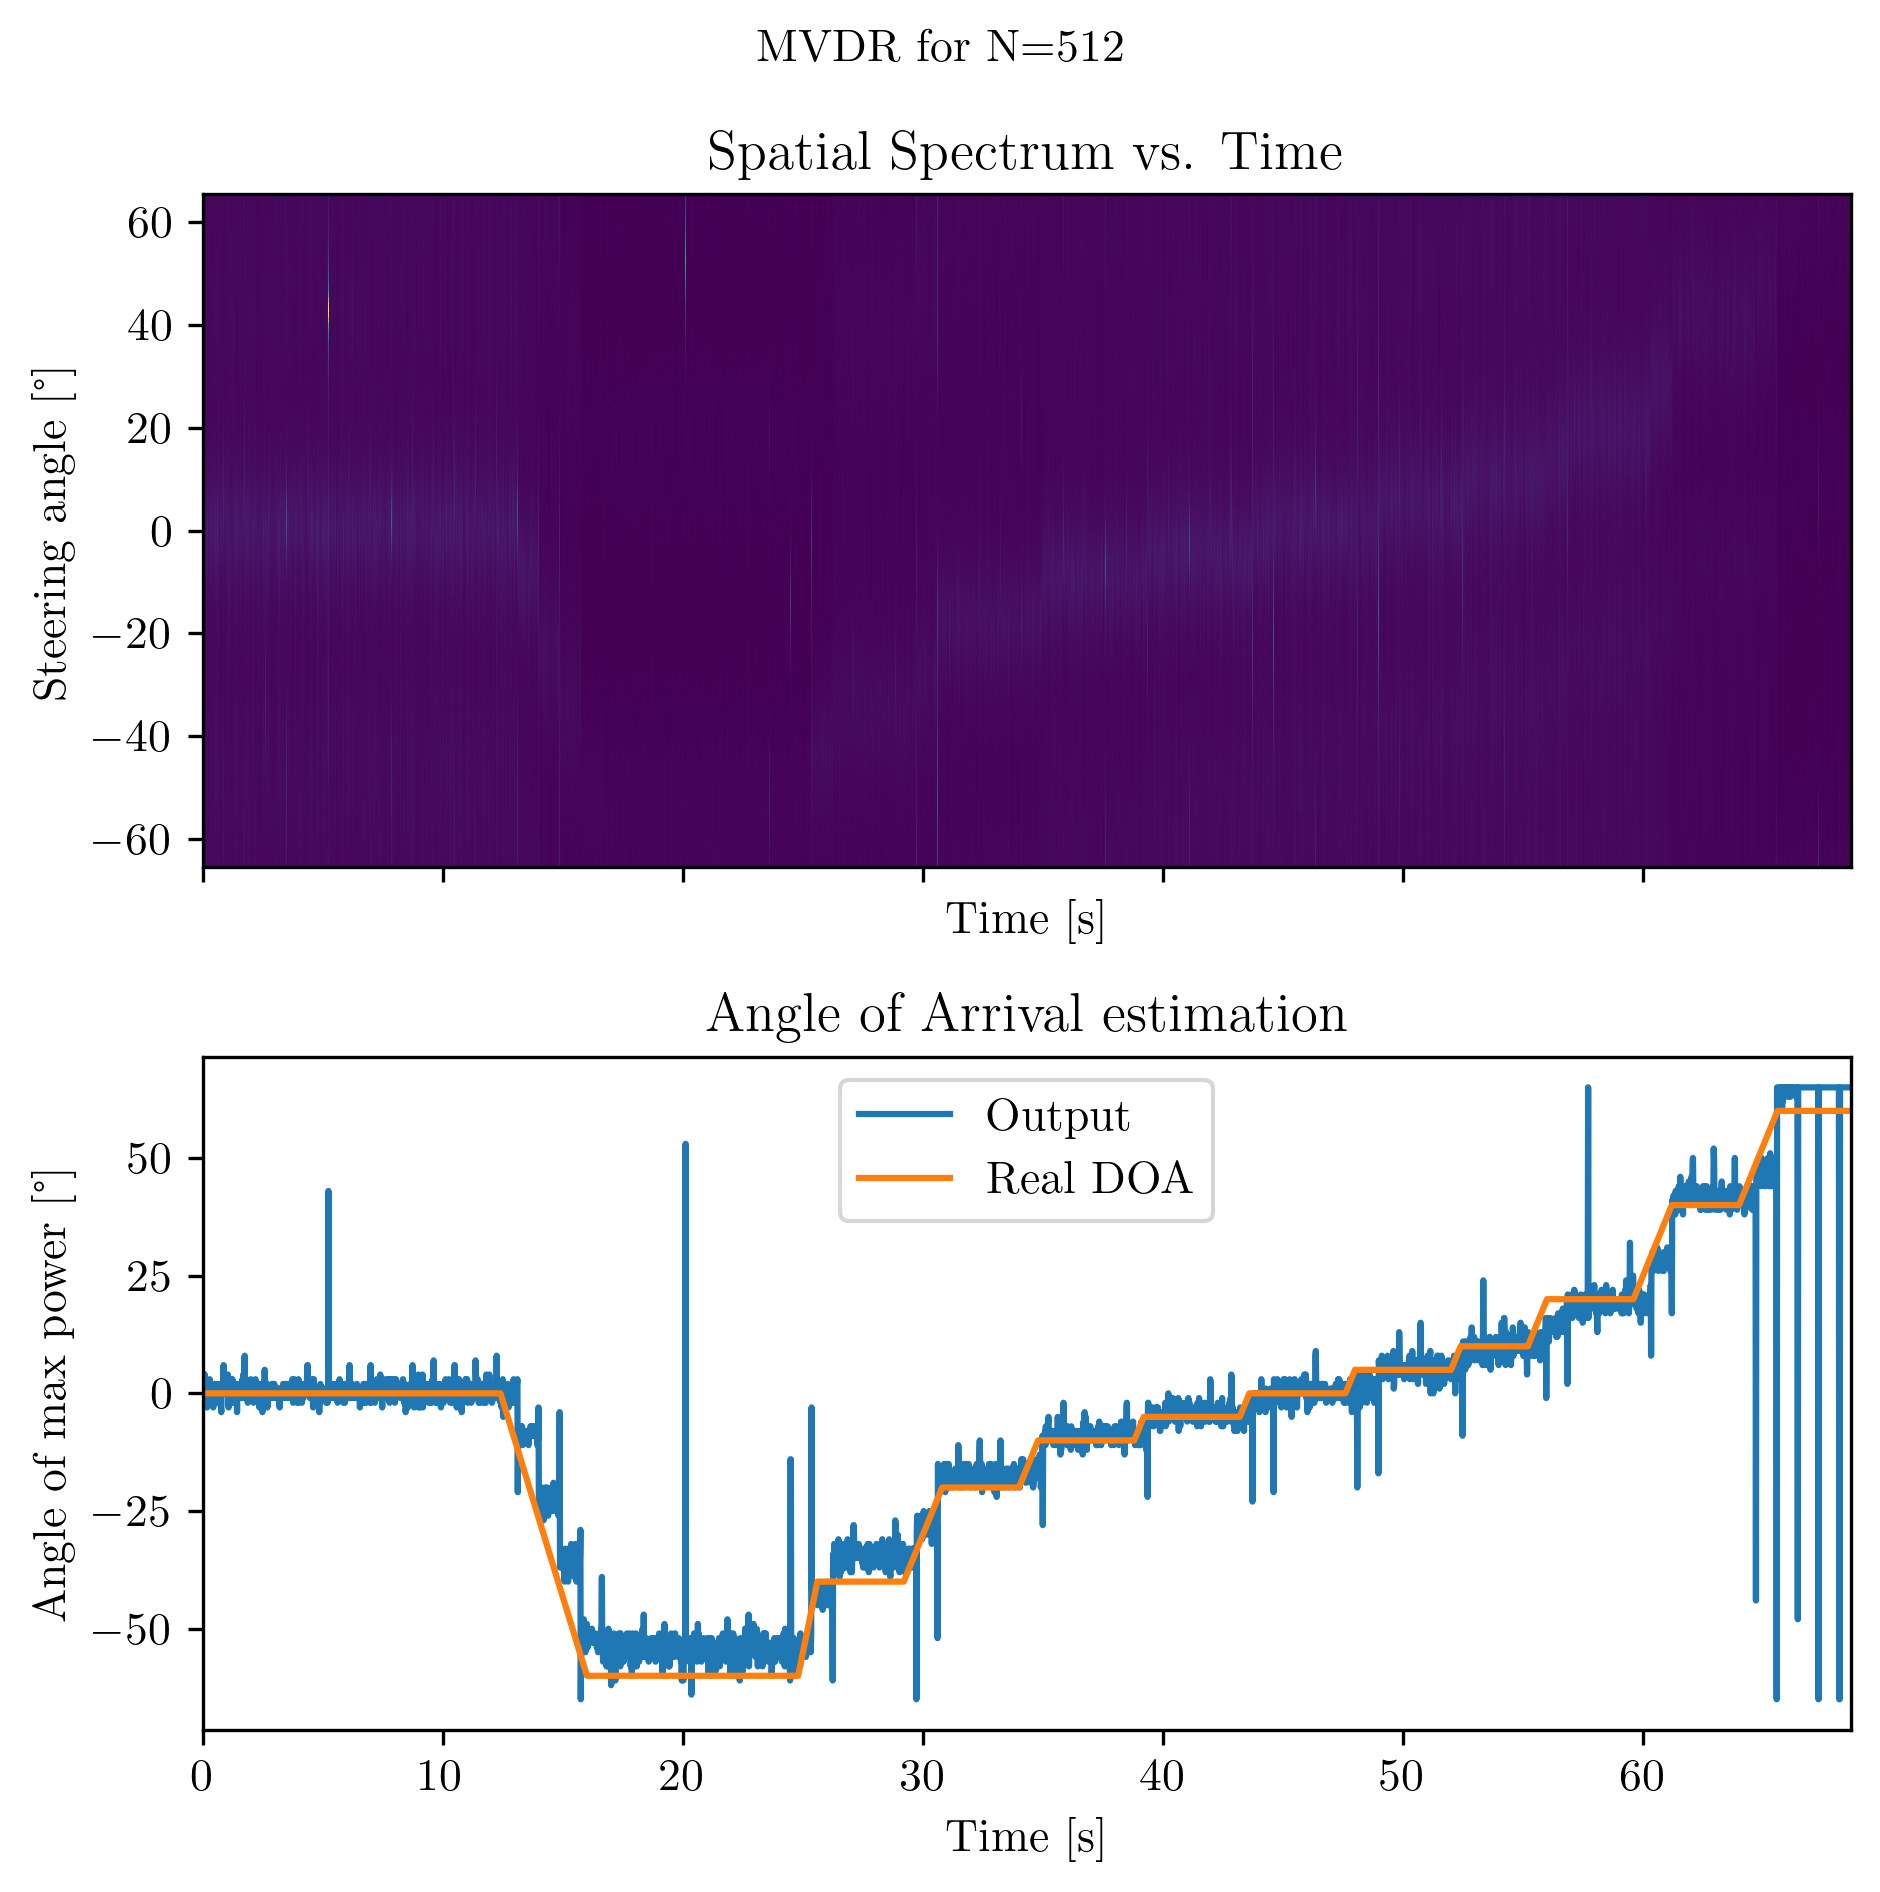 MVDR for N=512
Spatial Spectrum vs. Time
60
40
20
0
−20
−40
−60
Steering angle [°]
Time [s]
Angle of Arrival estimation
Output
Real DOA
50
25
0
−25
−50
Angle of max power [°]
0 10 20 30 40 50 60
Time [s]